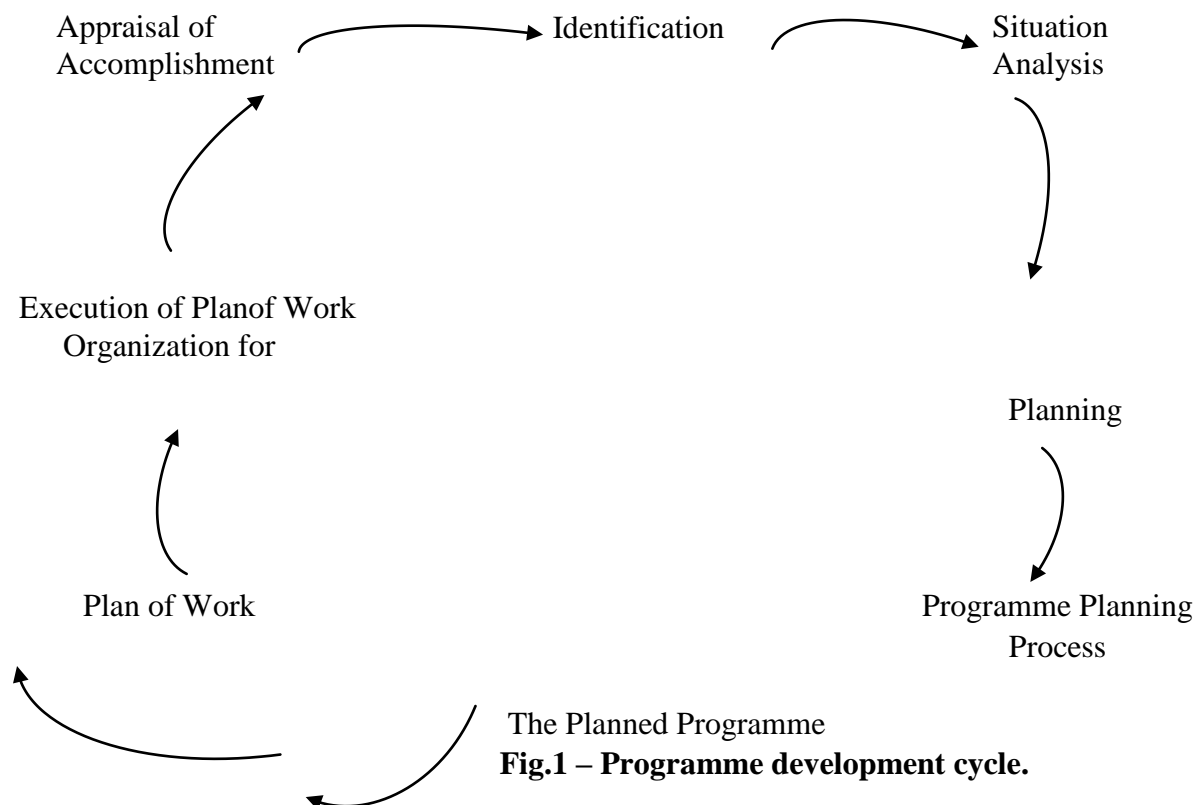 Appraisal of
Accomplishment
Identification
Situation
Analysis
Execution of Planof Work
Organization for
Planning
Plan of Work
Programme Planning
Process
The Planned Programme
Fig.1 – Programme development cycle.